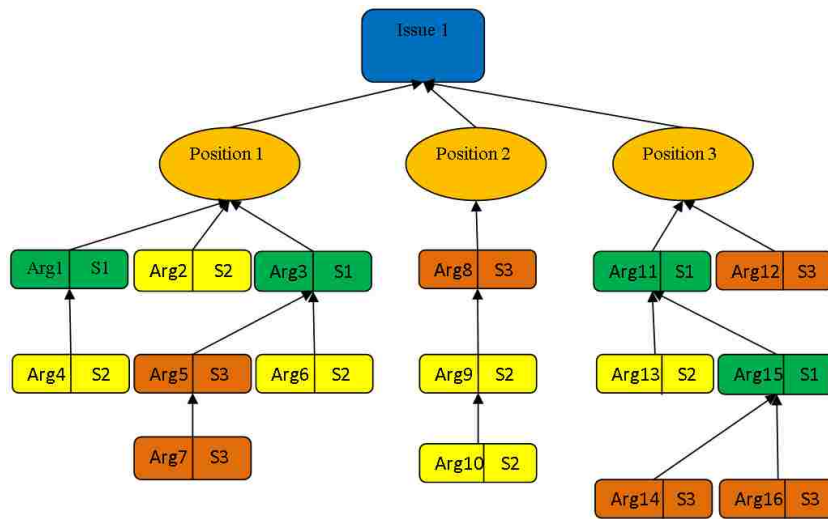 Issue 1
Position 1
Position 2
Position 3
Arg1 S1
Arg2 S2
Arg3 S1
Arg8 S3
Arg11 S1
Arg12 S3
Arg4 S2
Arg5 S3
Arg6 S2
Arg9 S2
Arg13 S2
Arg15 S1
Arg7 S3
Arg10 S2
Arg14 S3
Arg16 S3